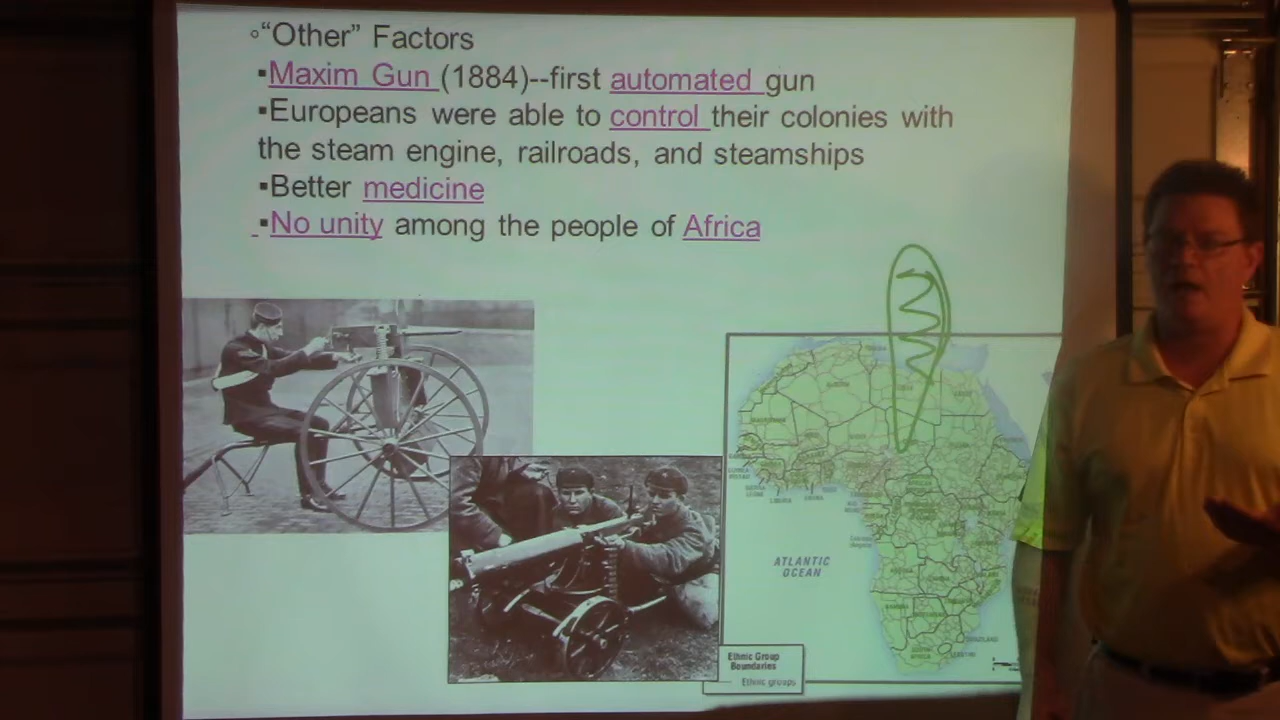 °"Other" Factors
▪Maxim Gun (1884)--first automated gun
▪Europeans were able to control their colonies with
the steam engine, railroads, and steamships
▪Better medicine
▪No unity among the people of Africa
ATLANTIC
OCEAN
Ethnic Group
Boundaries
Ethnic groups